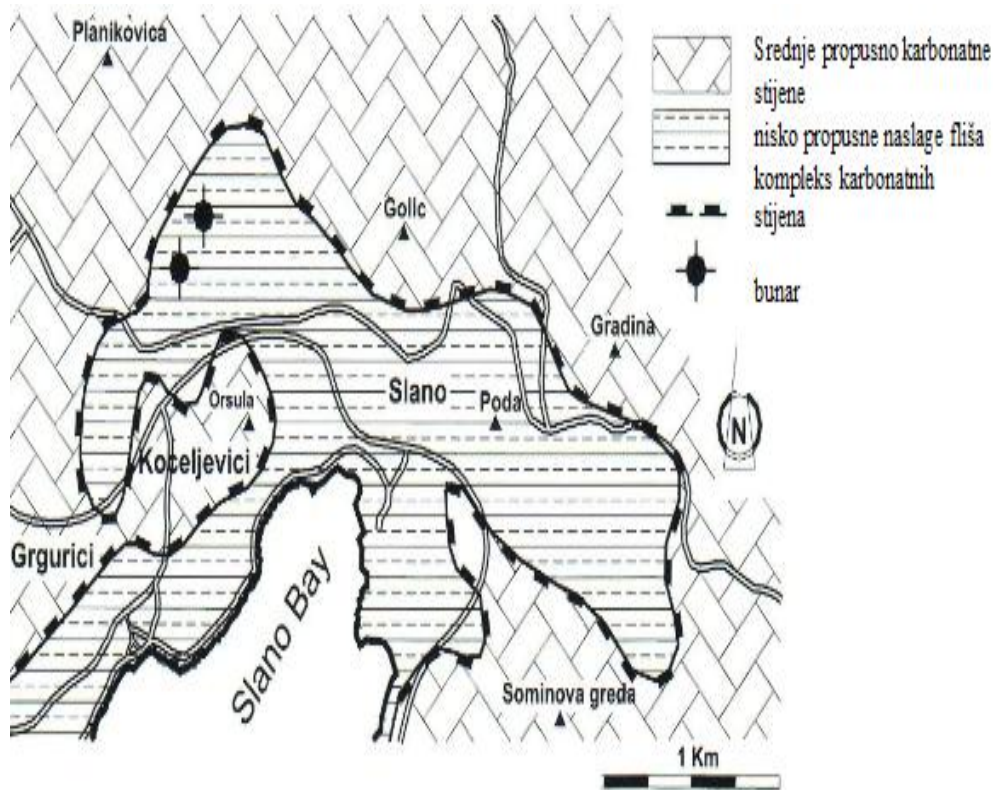 Planikovica
Golic
Gradina
Slano
Poda
Orsula
Koceljevici
Grgurici
Slano Bay
Sominova greda
1 Km
N
Srednje propusno karbonatne
stijene
nisko propusne naslage fliša
kompleks karbonatnih
stijena
bunar